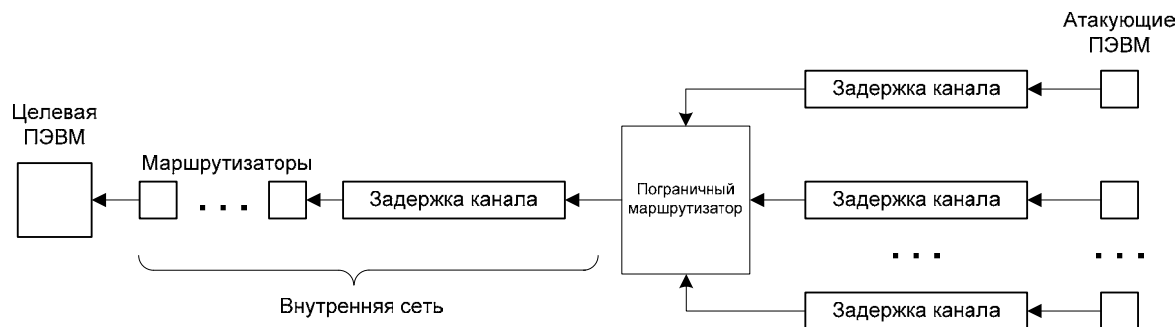 Атакующие
ПЭВМ
Задержка канала
Целевая
ПЭВМ
Маршрутизаторы
Задержка канала
Пограничный
маршрутизатор
Задержка канала
Внутренняя сеть
Задержка канала